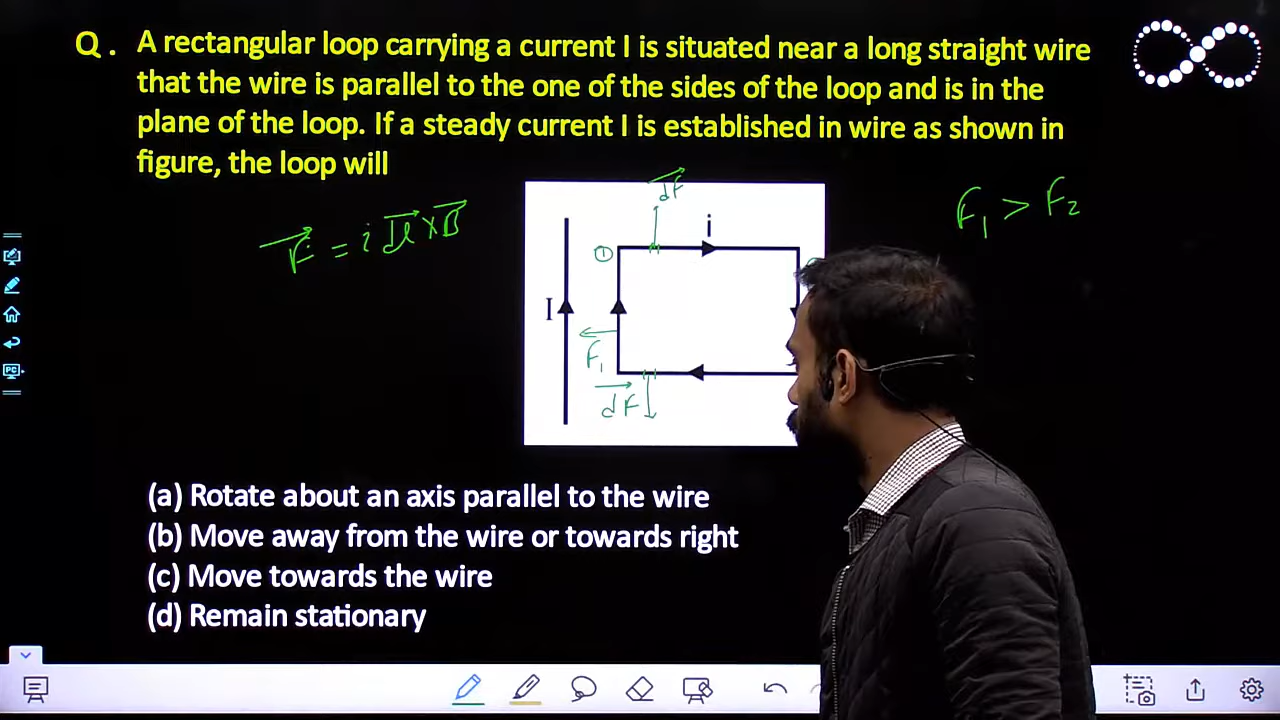 Q. A rectangular loop carrying a current I is situated near a long straight wire
that the wire is parallel to the one of the sides of the loop and is in the
plane of the loop. If a steady current I is established in wire as shown in
figure, the loop will
F = i dl × B
dF
F₁ > F₂
i
①
I
F₁
dF
(a) Rotate about an axis parallel to the wire
(b) Move away from the wire or towards right
(c) Move towards the wire
(d) Remain stationary
PC